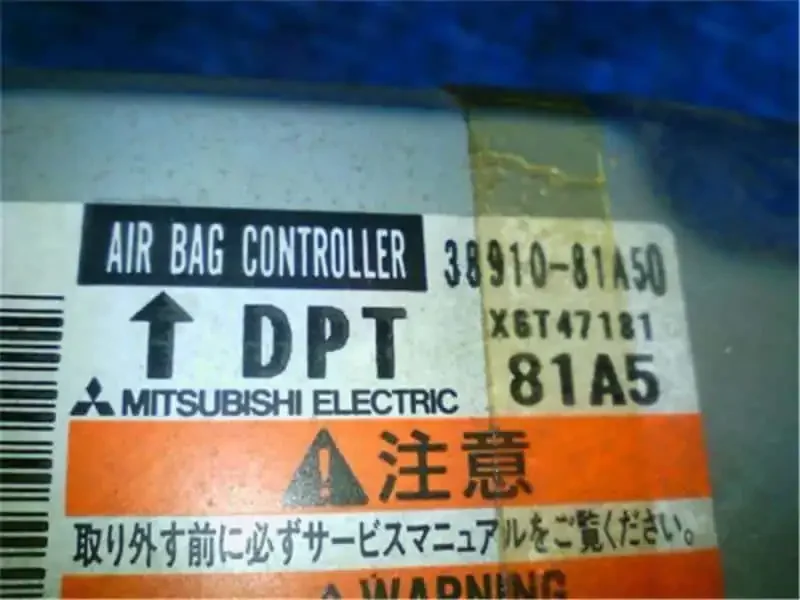 AIR BAG CONTROLLER 38910-81A50
↑ DPT X6T47181
MITSUBISHI ELECTRIC 81A5
注意
取り外す前に必ずサービスマニュアルをご覧ください。
WARNING